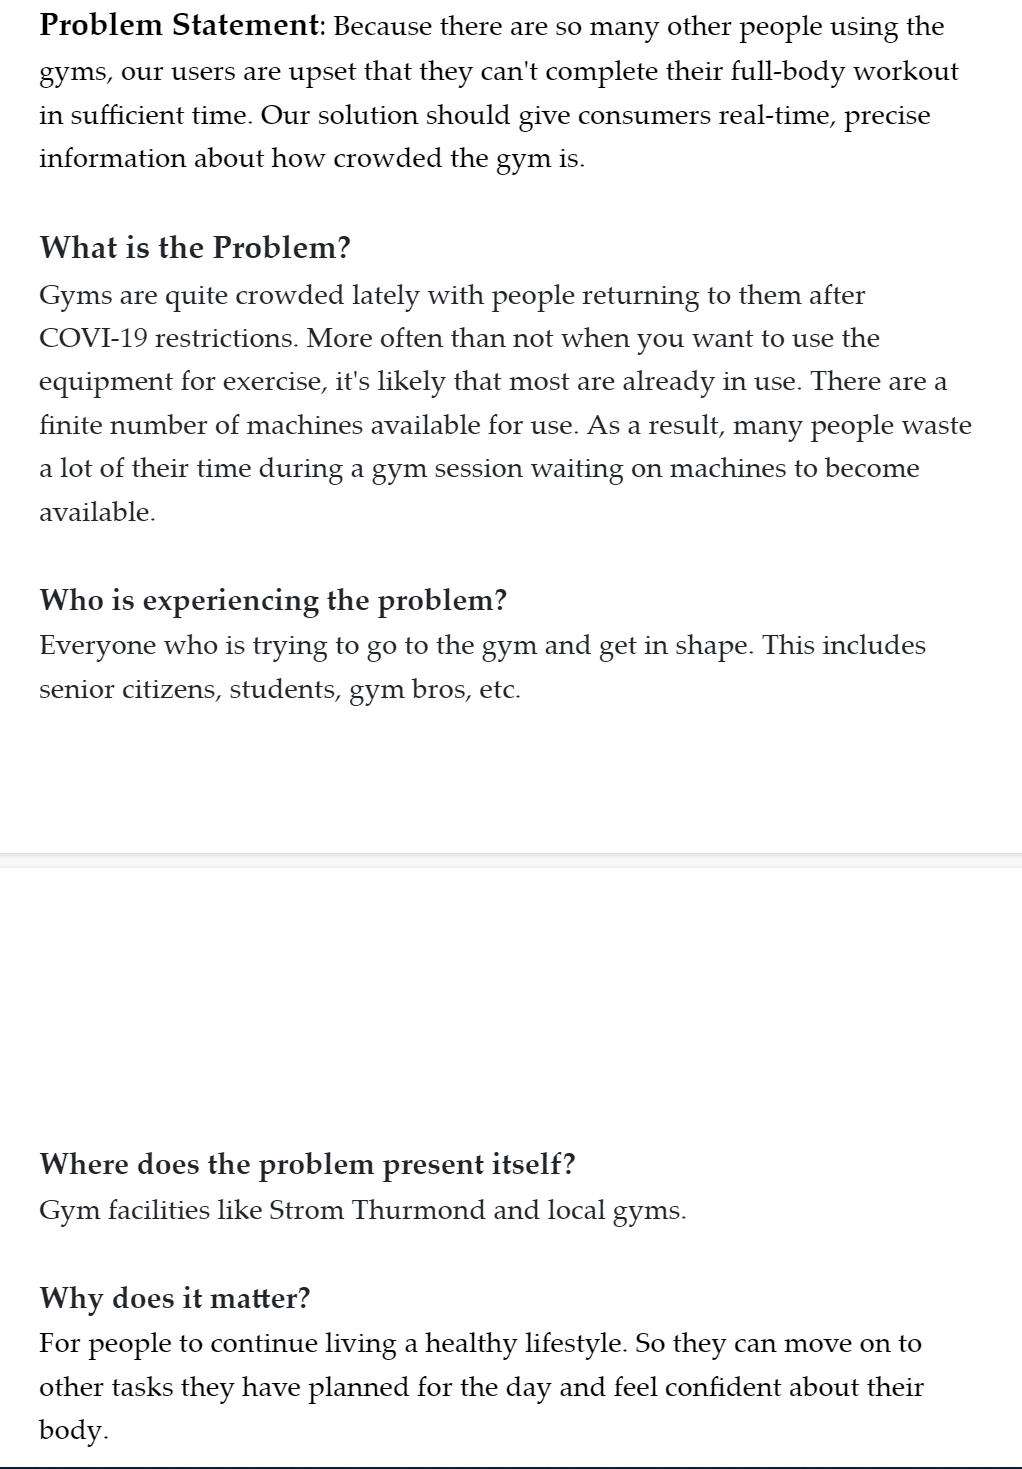 Problem Statement: Because there are so many other people using the
gyms, our users are upset that they can't complete their full-body workout
in sufficient time. Our solution should give consumers real-time, precise
information about how crowded the gym is.
What is the Problem?
Gyms are quite crowded lately with people returning to them after
COVI-19 restrictions. More often than not when you want to use the
equipment for exercise, it's likely that most are already in use. There are a
finite number of machines available for use. As a result, many people waste
a lot of their time during a gym session waiting on machines to become
available.
Who is experiencing the problem?
Everyone who is trying to go to the gym and get in shape. This includes
senior citizens, students, gym bros, etc.
Where does the problem present itself?
Gym facilities like Strom Thurmond and local gyms.
Why does it matter?
For people to continue living a healthy lifestyle. So they can move on to
other tasks they have planned for the day and feel confident about their
body.